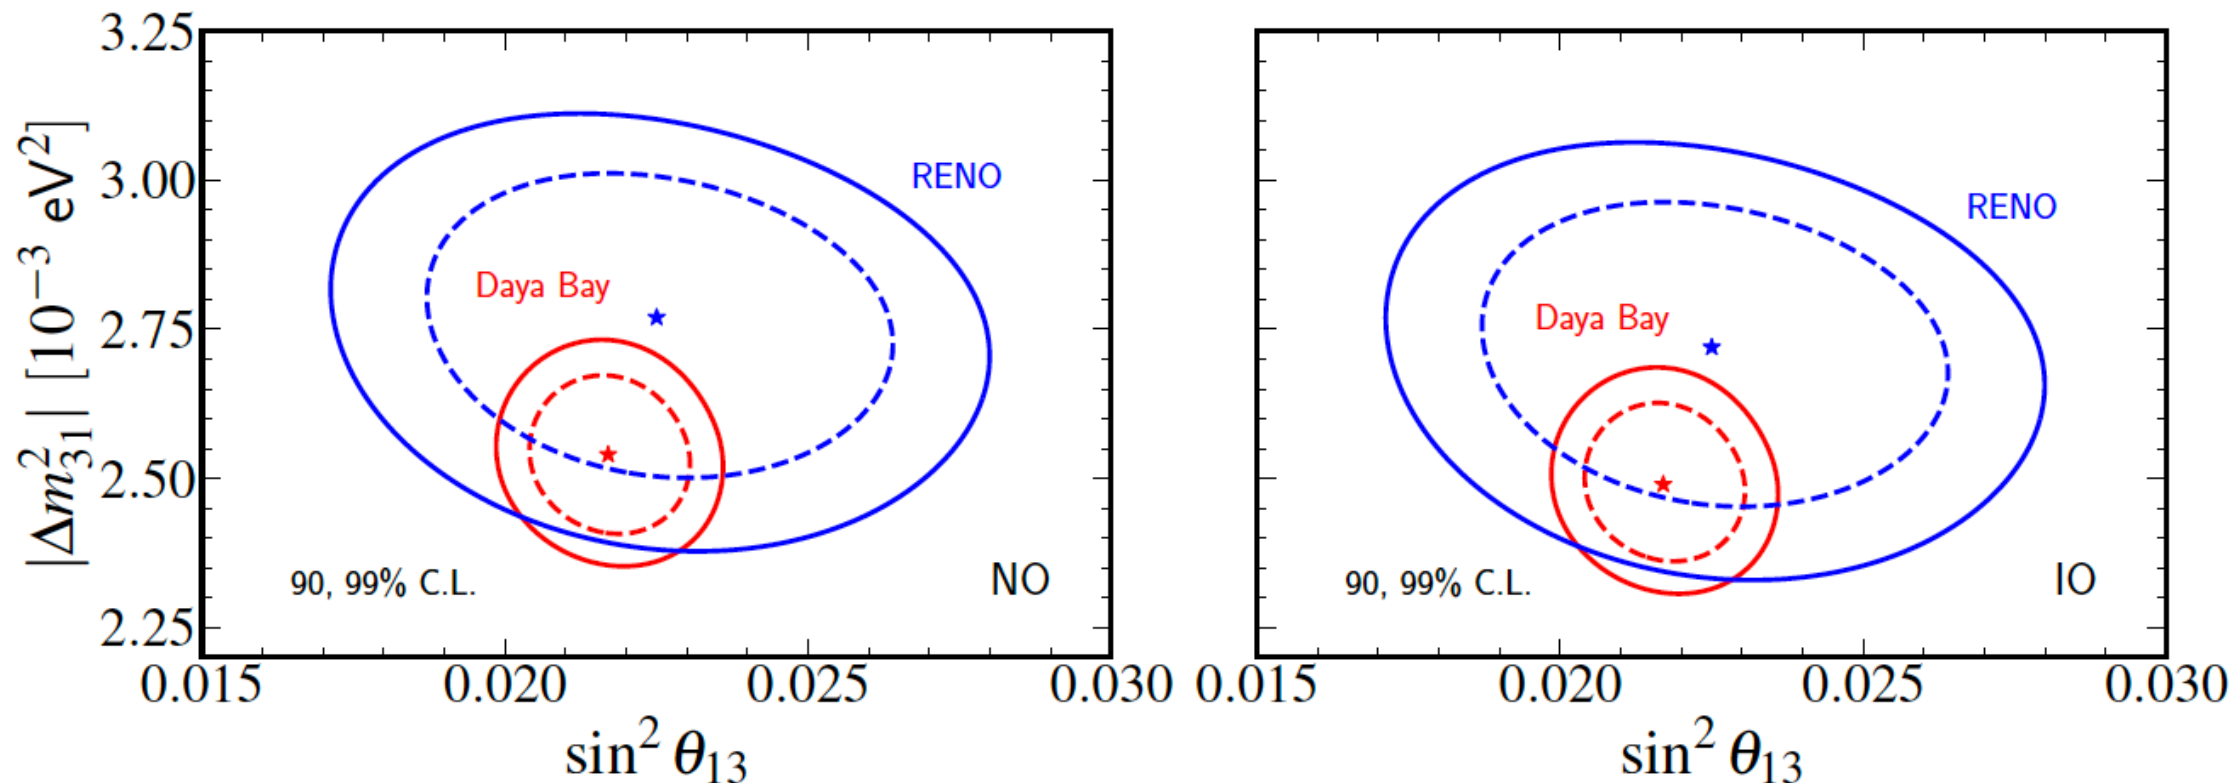 |Δm²₃₁| [10⁻³ eV²]
3.25
3.00
2.75
2.50
2.25
RENO
Daya Bay
90, 99% C.L.
NO
0.015 0.020 0.025 0.030
sin² θ₁₃
RENO
Daya Bay
90, 99% C.L.
IO
0.015 0.020 0.025 0.030
sin² θ₁₃